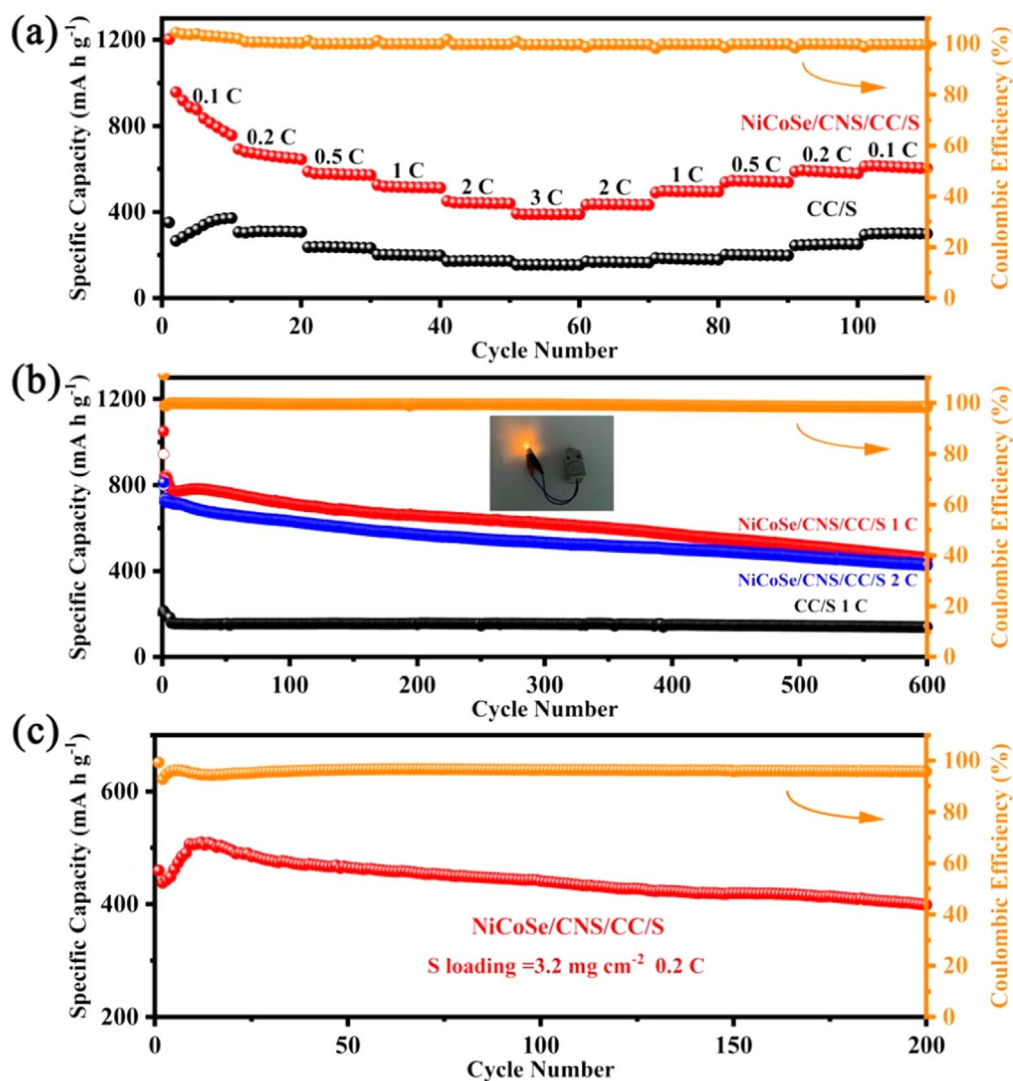 (a)
1200
800
400
0
Specific Capacity (mA h g⁻¹)
0.1 C
0.2 C
0.5 C
1 C
2 C
3 C
2 C
1 C
0.5 C
0.2 C
0.1 C
NiCoSe/CNS/CC/S
CC/S
100
80
60
40
20
0
Coulombic Efficiency (%)
0 20 40 60 80 100
Cycle Number
(b)
1200
800
400
0
Specific Capacity (mA h g⁻¹)
NiCoSe/CNS/CC/S 1 C
NiCoSe/CNS/CC/S 2 C
CC/S 1 C
100
80
60
40
20
0
Coulombic Efficiency (%)
0 100 200 300 400 500 600
Cycle Number
(c)
600
500
400
200
Specific Capacity (mA h g⁻¹)
NiCoSe/CNS/CC/S
S loading =3.2 mg cm⁻² 0.2 C
100
80
60
40
20
0
Coulombic Efficiency (%)
0 50 100 150 200
Cycle Number